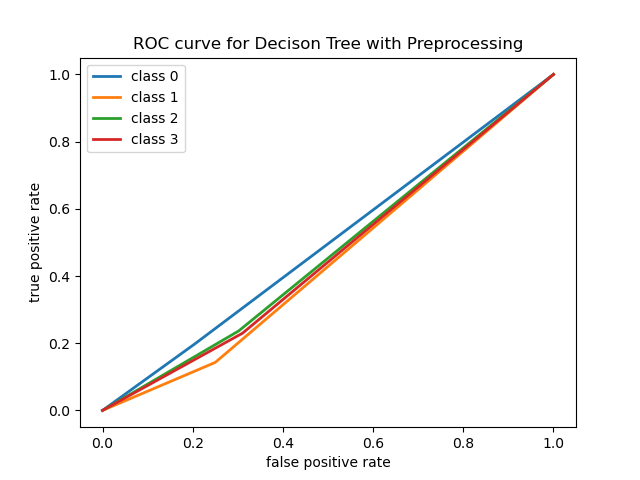 ROC curve for Decison Tree with Preprocessing
class 0
class 1
class 2
class 3
true positive rate
1.0
0.8
0.6
0.4
0.2
0.0
0.0 0.2 0.4 0.6 0.8 1.0
false positive rate